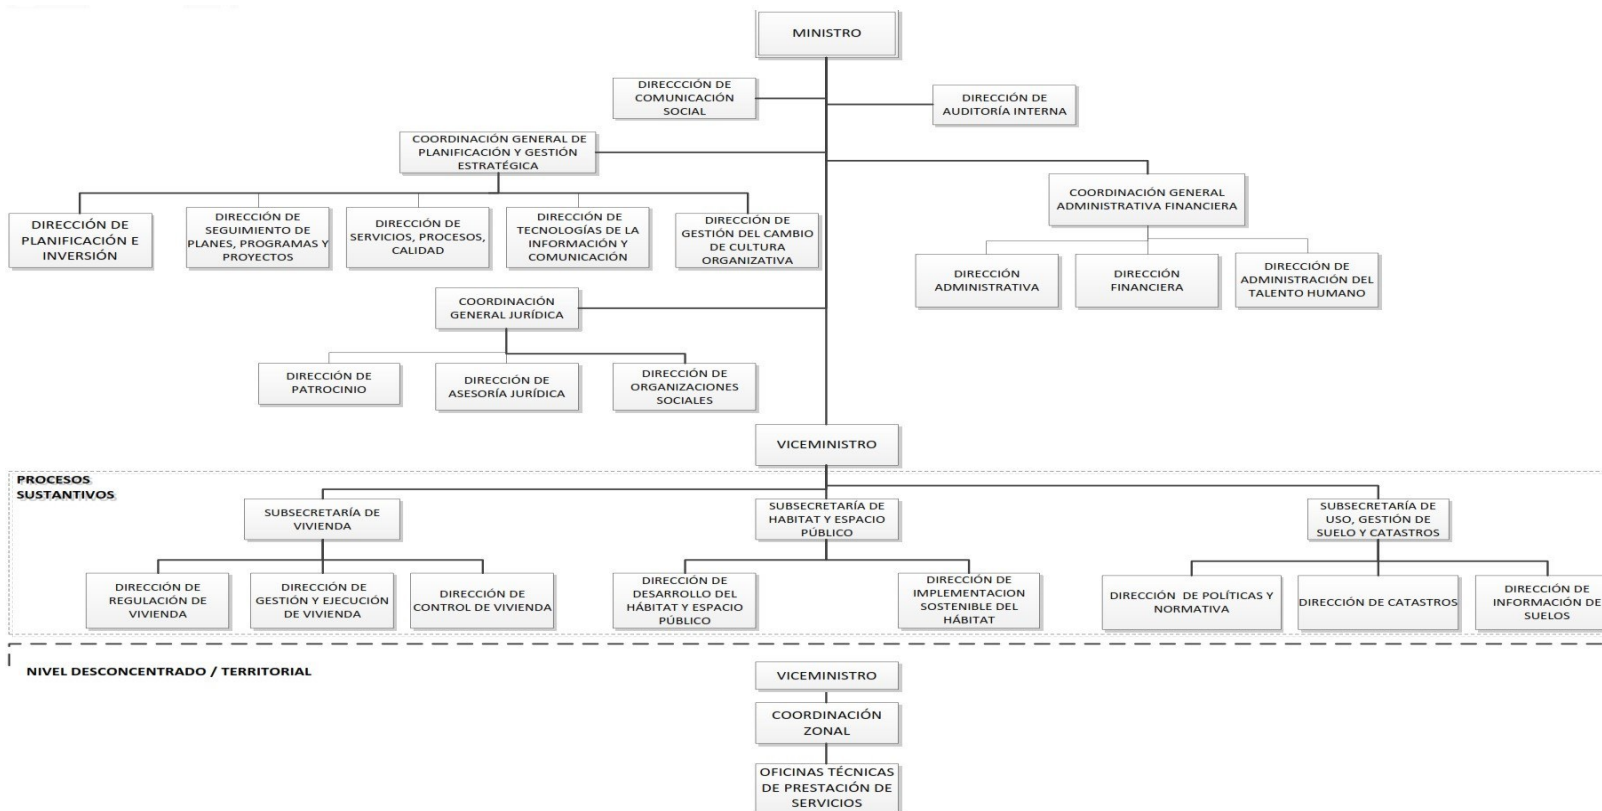 MINISTRO
DIRECCCIÓN DE
COMUNICACIÓN
SOCIAL
DIRECCIÓN DE
AUDITORÍA INTERNA
COORDINACIÓN GENERAL DE
PLANIFICACIÓN Y GESTIÓN
ESTRATÉGICA
COORDINACIÓN GENERAL
ADMINISTRATIVA FINANCIERA
DIRECCIÓN DE
PLANIFICACIÓN E
INVERSIÓN
DIRECCIÓN DE
SEGUIMIENTO DE
PLANES, PROGRAMAS Y
PROYECTOS
DIRECCIÓN DE
SERVICIOS, PROCESOS,
CALIDAD
DIRECCIÓN DE
TECNOLOGÍAS DE LA
INFORMACIÓN Y
COMUNICACIÓN
DIRECCIÓN DE
GESTIÓN DEL CAMBIO
DE CULTURA
ORGANIZATIVA
DIRECCIÓN
ADMINISTRATIVA
DIRECCIÓN
FINANCIERA
DIRECCIÓN DE
ADMINISTRACIÓN DEL
TALENTO HUMANO
COORDINACIÓN
GENERAL JURÍDICA
DIRECCIÓN DE
PATROCINIO
DIRECCIÓN DE
ASESORÍA JURÍDICA
DIRECCIÓN DE
ORGANIZACIONES
SOCIALES
VICEMINISTRO
PROCESOS
SUSTANTIVOS
SUBSECRETARÍA DE
VIVIENDA
SUBSECRETARÍA DE
HABITAT Y ESPACIO
PÚBLICO
SUBSECRETARÍA DE
USO, GESTIÓN DE
SUELO Y CATASTROS
DIRECCIÓN DE
REGULACIÓN DE
VIVIENDA
DIRECCIÓN DE
GESTIÓN Y EJECUCIÓN
DE VIVIENDA
DIRECCIÓN DE
CONTROL DE VIVIENDA
DIRECCIÓN DE
DESARROLLO DEL
HÁBITAT Y ESPACIO
PÚBLICO
DIRECCIÓN DE
IMPLEMENTACION
SOSTENIBLE DEL
HÁBITAT
DIRECCIÓN DE POLÍTICAS Y
NORMATIVA
DIRECCIÓN DE CATASTROS
DIRECCIÓN DE
INFORMACIÓN DE
SUELOS
NIVEL DESCONCENTRADO / TERRITORIAL
VICEMINISTRO
COORDINACIÓN
ZONAL
OFICINAS TÉCNICAS
DE PRESTACIÓN DE
SERVICIOS